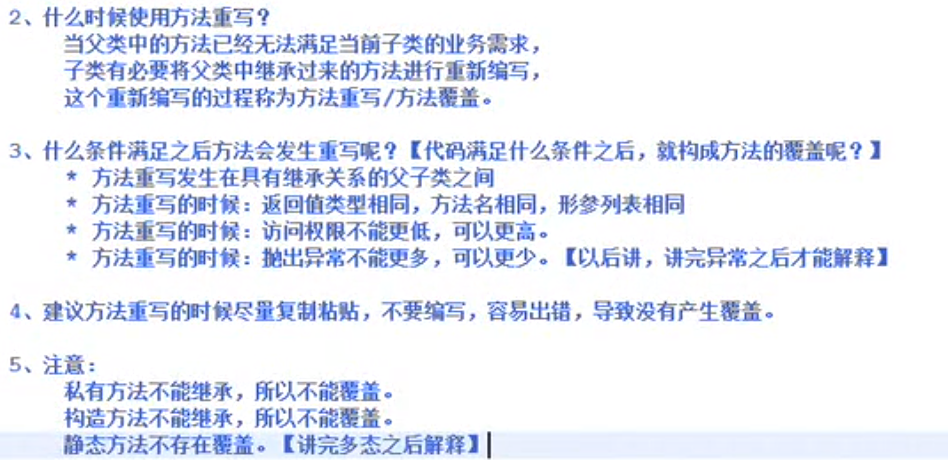 2、什么时候使用方法重写？
当父类中的方法已经无法满足当前子类的业务需求，
子类有必要将父类中继承过来的方法进行重新编写，
这个重新编写的过程称为方法重写/方法覆盖。
3、什么条件满足之后方法会发生重写呢？【代码满足什么条件之后，就构成方法的覆盖呢？】
* 方法重写发生在具有继承关系的父子类之间
* 方法重写的时候：返回值类型相同，方法名相同，形参列表相同
* 方法重写的时候：访问权限不能更低，可以更高。
* 方法重写的时候：抛出异常不能更多，可以更少。【以后讲，讲完异常之后才能解释】
4、建议方法重写的时候尽量复制粘贴，不要编写，容易出错，导致没有产生覆盖。
5、注意：
私有方法不能继承，所以不能覆盖。
构造方法不能继承，所以不能覆盖。
静态方法不存在覆盖。【讲完多态之后解释】